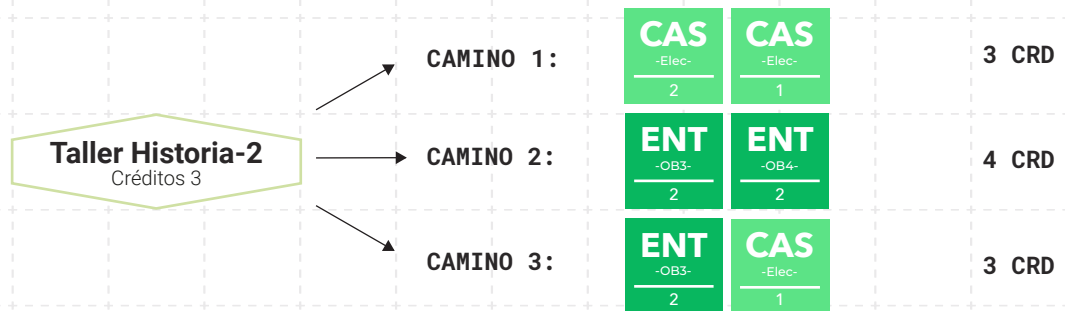 CAMINO 1:
CAS
-Elec-
2
CAS
-Elec-
1
3 CRD
Taller Historia-2
Créditos 3
CAMINO 2:
ENT
-OB3-
2
ENT
-OB4-
2
4 CRD
CAMINO 3:
ENT
-OB3-
2
CAS
-Elec-
1
3 CRD